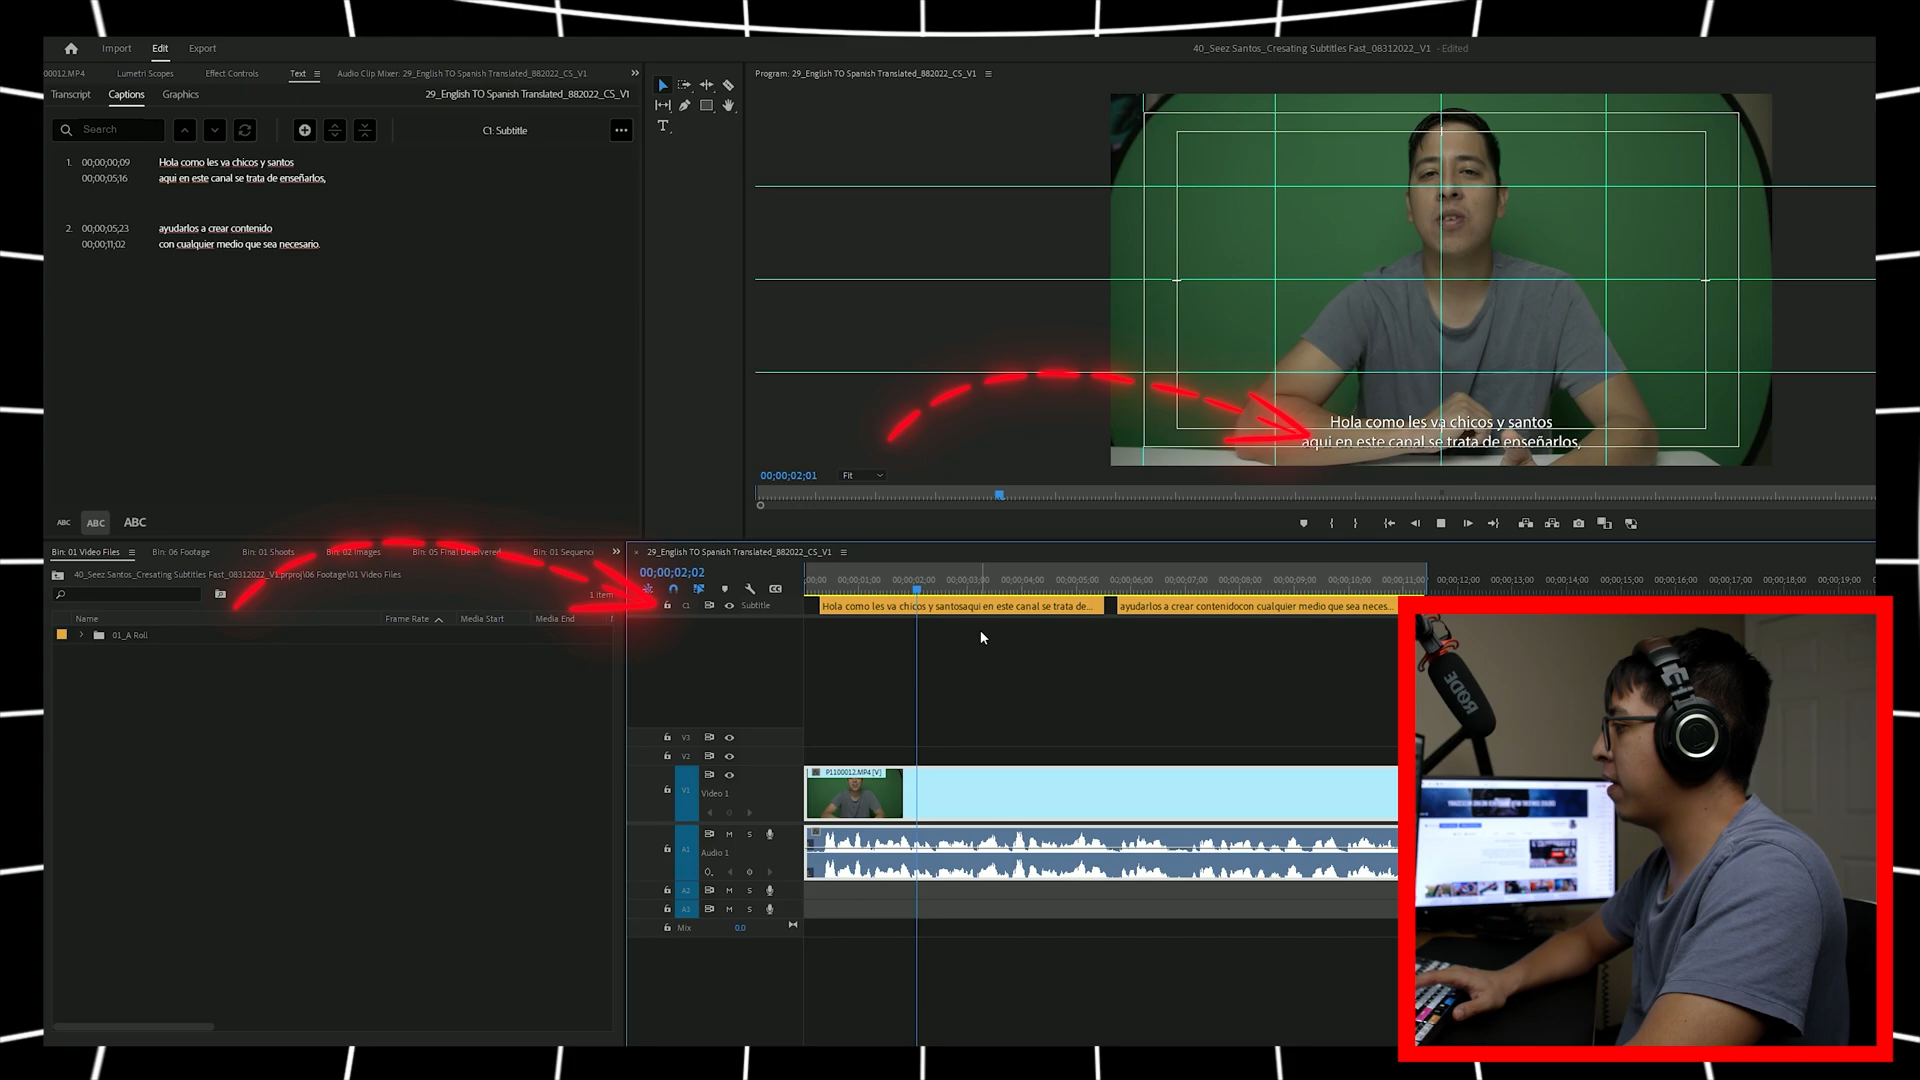 Import Edit Export
40_Seez Santos_Cresating Subtitles Fast_08312022_V1 - Edited
00012.MP4 Lumetri Scopes Effect Controls Text Audio Clip Mixer: 29_English TO Spanish Translated_882022_CS_V1
Program: 29_English TO Spanish Translated_882022_CS_V1
Transcript Captions Graphics 29_English TO Spanish Translated_882022_CS_V1
Search
C1: Subtitle
T
1. 00;00;00;09 Hola como les va chicos y santos
00;00;05;16 aqui en este canal se trata de enseñarlos,
2. 00;00;05;23 ayudarlos a crear contenido
00;00;11;02 con cualquier medio que sea necesario.
Hola como les va chicos y santos
aqui en este canal se trata de enseñarlos,
00;00;02;01 Fit
ABC ABC ABC
Bin: 01 Video Files Bin: 06 Footage Bin: 01 Shoots Bin: 02 Images Bin: 05 Final Delelvered Bin: 01 Sequenc
40_Seez Santos_Cresating Subtitles Fast_08312022_V1.prproj\06 Footage\01 Video Files
1 item
Name Frame Rate Media Start Media End
01_A Roll
29_English TO Spanish Translated_882022_CS_V1
00;00;02;02
;00;00 00;00;01;00 00;00;02;00 00;00;03;00 00;00;04;00 00;00;05;00 00;00;06;00 00;00;07;00 00;00;08;00 00;00;09;00 00;00;10;00 00;00;11;00 00;00;12;00 00;00;13;00 00;00;14;00 00;00;15;00 00;00;16;00 00;00;17;00 00;00;18;00 00;00;19;00
C1 Subtitle
Hola como les va chicos y santosaqui en este canal se trata de... ayudarlos a crear contenidocon cualquier medio que sea neces...
V3
V2
P1100012.MP4 [V]
V1
Video 1
M S
A1
Audio 1
A2 M S
A3 M S
Mix 0.0
RODE